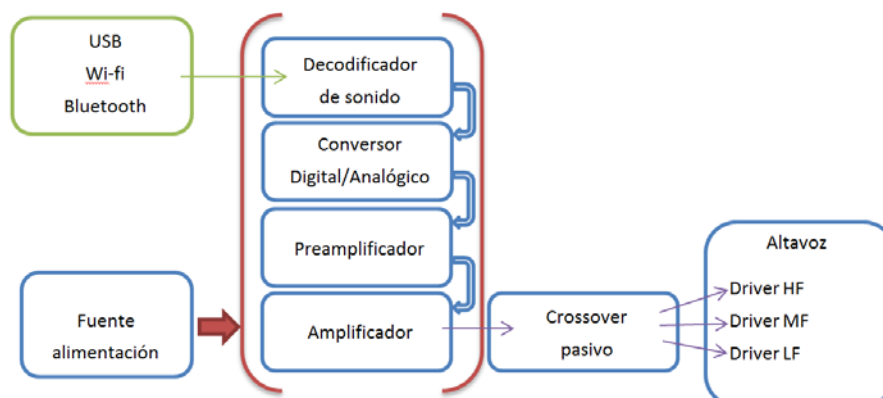 USB
Wi-fi
Bluetooth
Decodificador
de sonido
Conversor
Digital/Analógico
Preamplificador
Amplificador
Fuente
alimentación
Crossover
pasivo
Altavoz
Driver HF
Driver MF
Driver LF